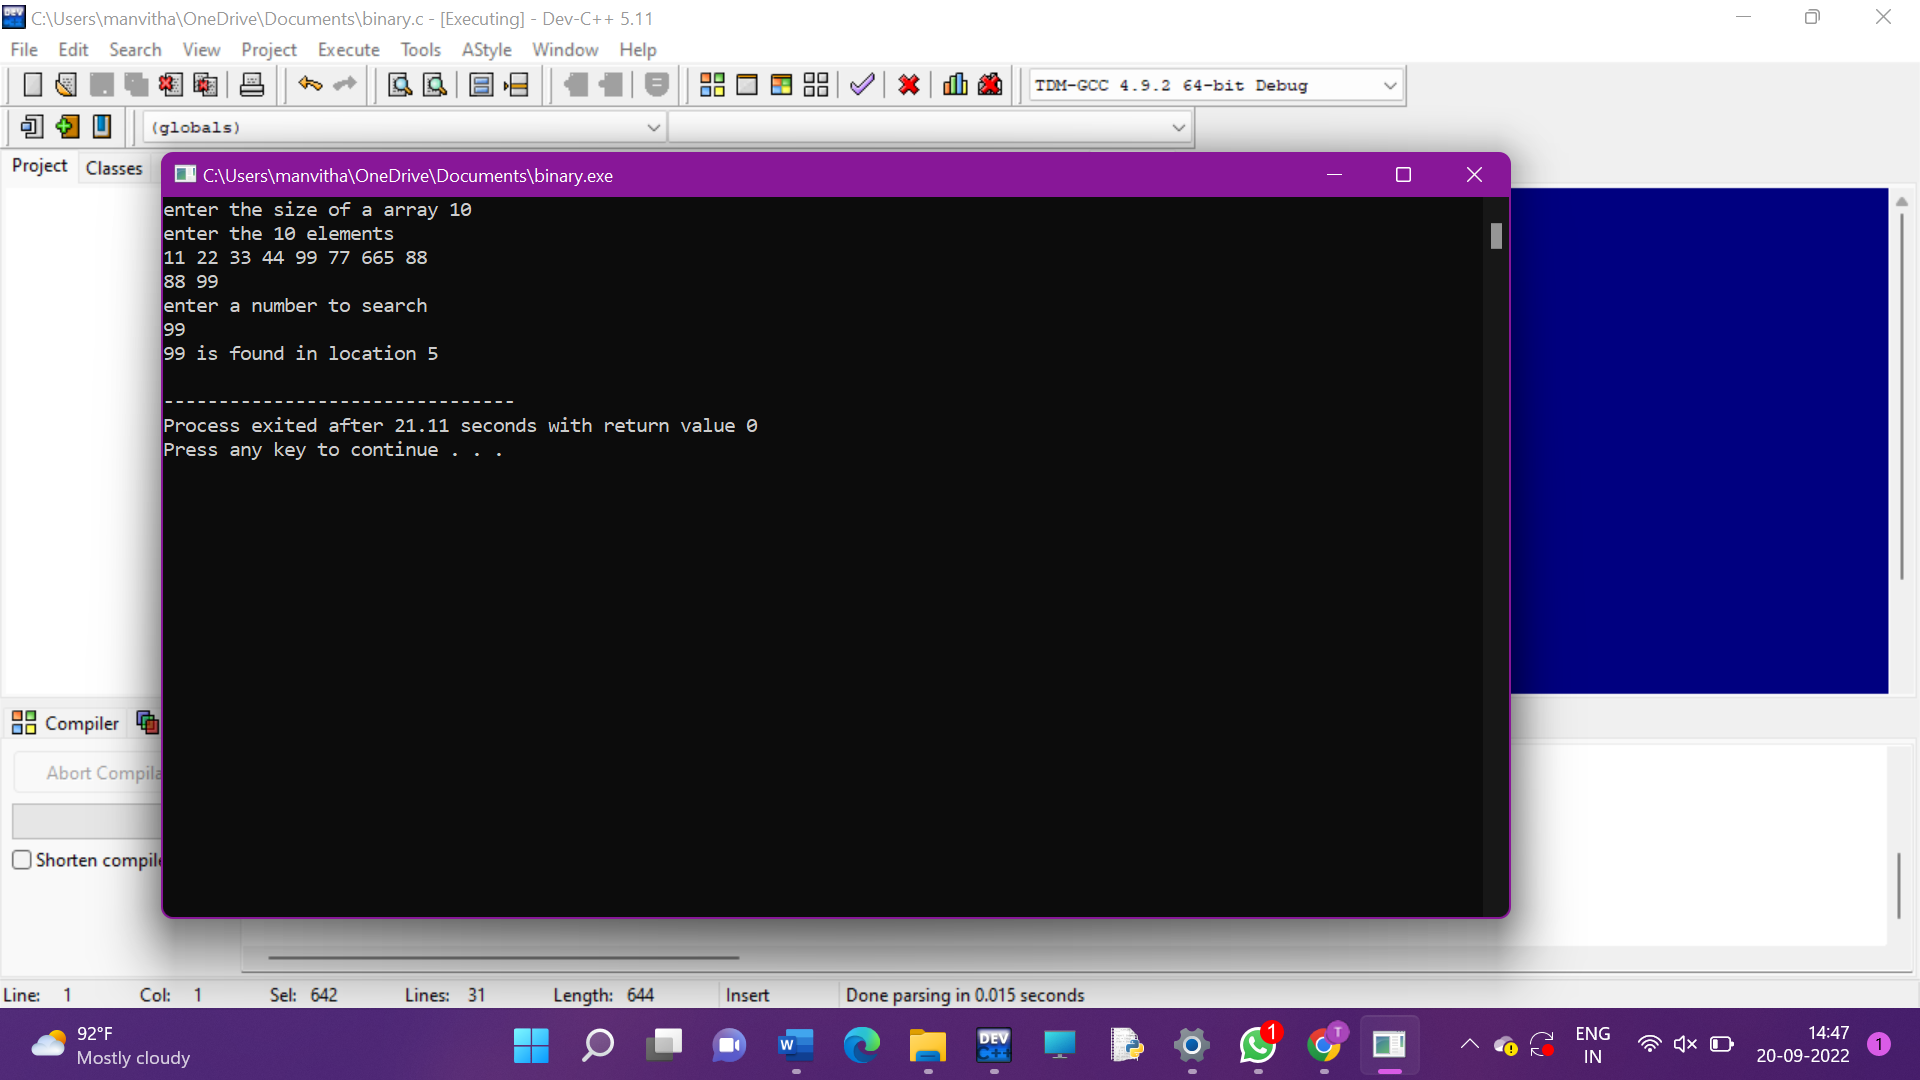 C:\Users\manvitha\OneDrive\Documents\binary.c - [Executing] - Dev-C++ 5.11
File Edit Search View Project Execute Tools AStyle Window Help
TDM-GCC 4.9.2 64-bit Debug
(globals)
Project Classes
C:\Users\manvitha\OneDrive\Documents\binary.exe
enter the size of a array 10
enter the 10 elements
11 22 33 44 99 77 665 88
88 99
enter a number to search
99
99 is found in location 5
--------------------------------
Process exited after 21.11 seconds with return value 0
Press any key to continue . . .
Compiler
Abort Compila
Shorten compile
Line: 1 Col: 1 Sel: 642 Lines: 31 Length: 644 Insert Done parsing in 0.015 seconds
92°F
Mostly cloudy
DEV
C++
W
1
T
ENG
IN
14:47
20-09-2022
1